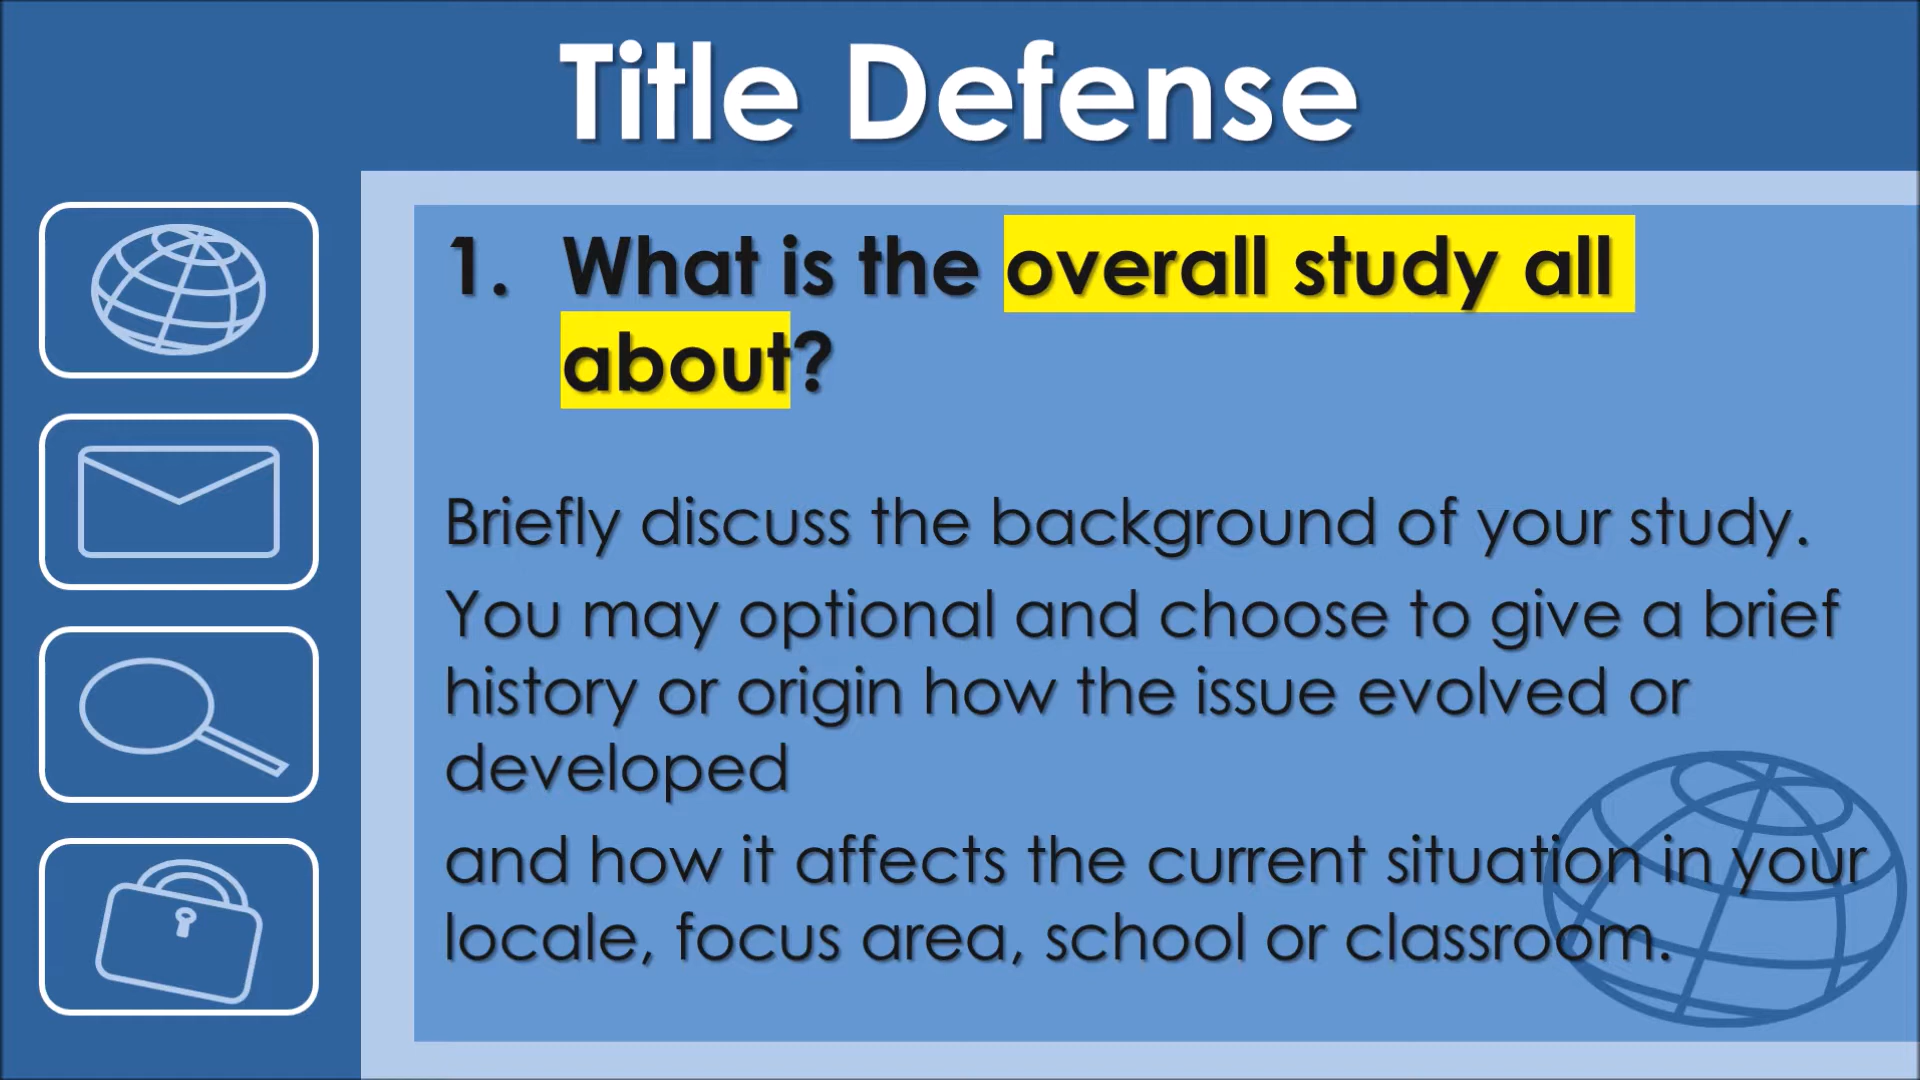 Title Defense
1. What is the overall study all
about?
Briefly discuss the background of your study.
You may optional and choose to give a brief
history or origin how the issue evolved or
developed
and how it affects the current situation in your
locale, focus area, school or classroom.